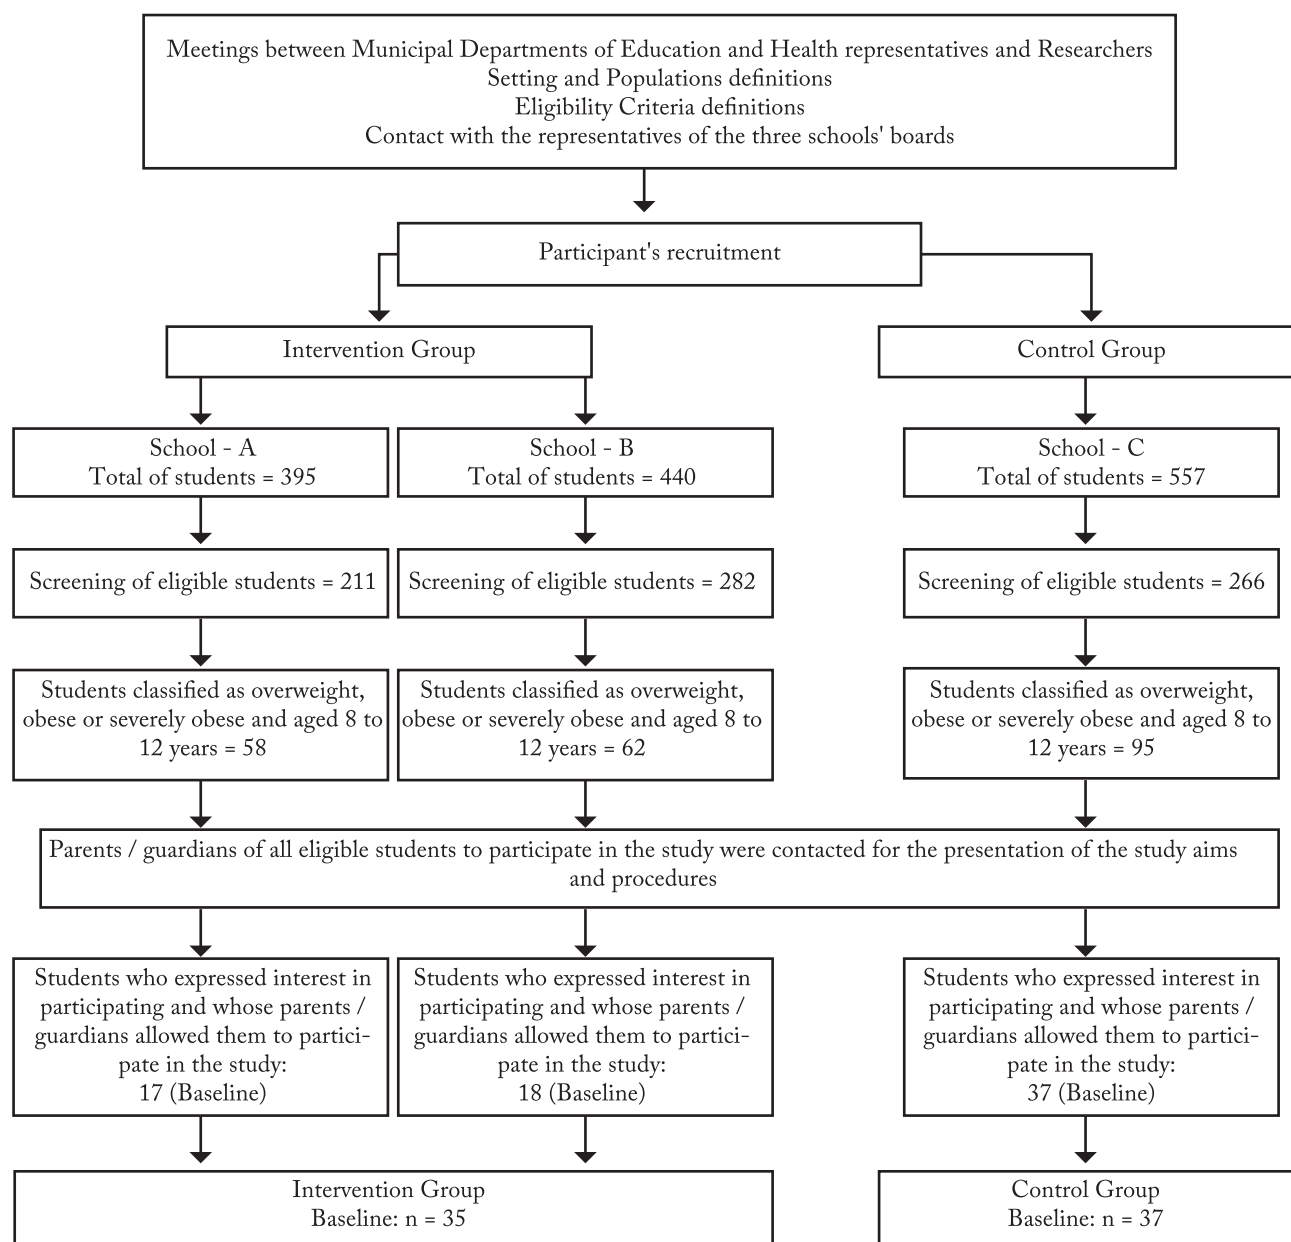 Meetings between Municipal Departments of Education and Health representatives and Researchers
Setting and Populations definitions
Eligibility Criteria definitions
Contact with the representatives of the three schools' boards
Participant's recruitment
Intervention Group
Control Group
School - A
Total of students = 395
School - B
Total of students = 440
School - C
Total of students = 557
Screening of eligible students = 211
Screening of eligible students = 282
Screening of eligible students = 266
Students classified as overweight,
obese or severely obese and aged 8 to
12 years = 58
Students classified as overweight,
obese or severely obese and aged 8 to
12 years = 62
Students classified as overweight,
obese or severely obese and aged 8 to
12 years = 95
Parents / guardians of all eligible students to participate in the study were contacted for the presentation of the study aims
and procedures
Students who expressed interest in
participating and whose parents /
guardians allowed them to partici-
pate in the study:
17 (Baseline)
Students who expressed interest in
participating and whose parents /
guardians allowed them to partici-
pate in the study:
18 (Baseline)
Students who expressed interest in
participating and whose parents /
guardians allowed them to partici-
pate in the study:
37 (Baseline)
Intervention Group
Baseline: n = 35
Control Group
Baseline: n = 37